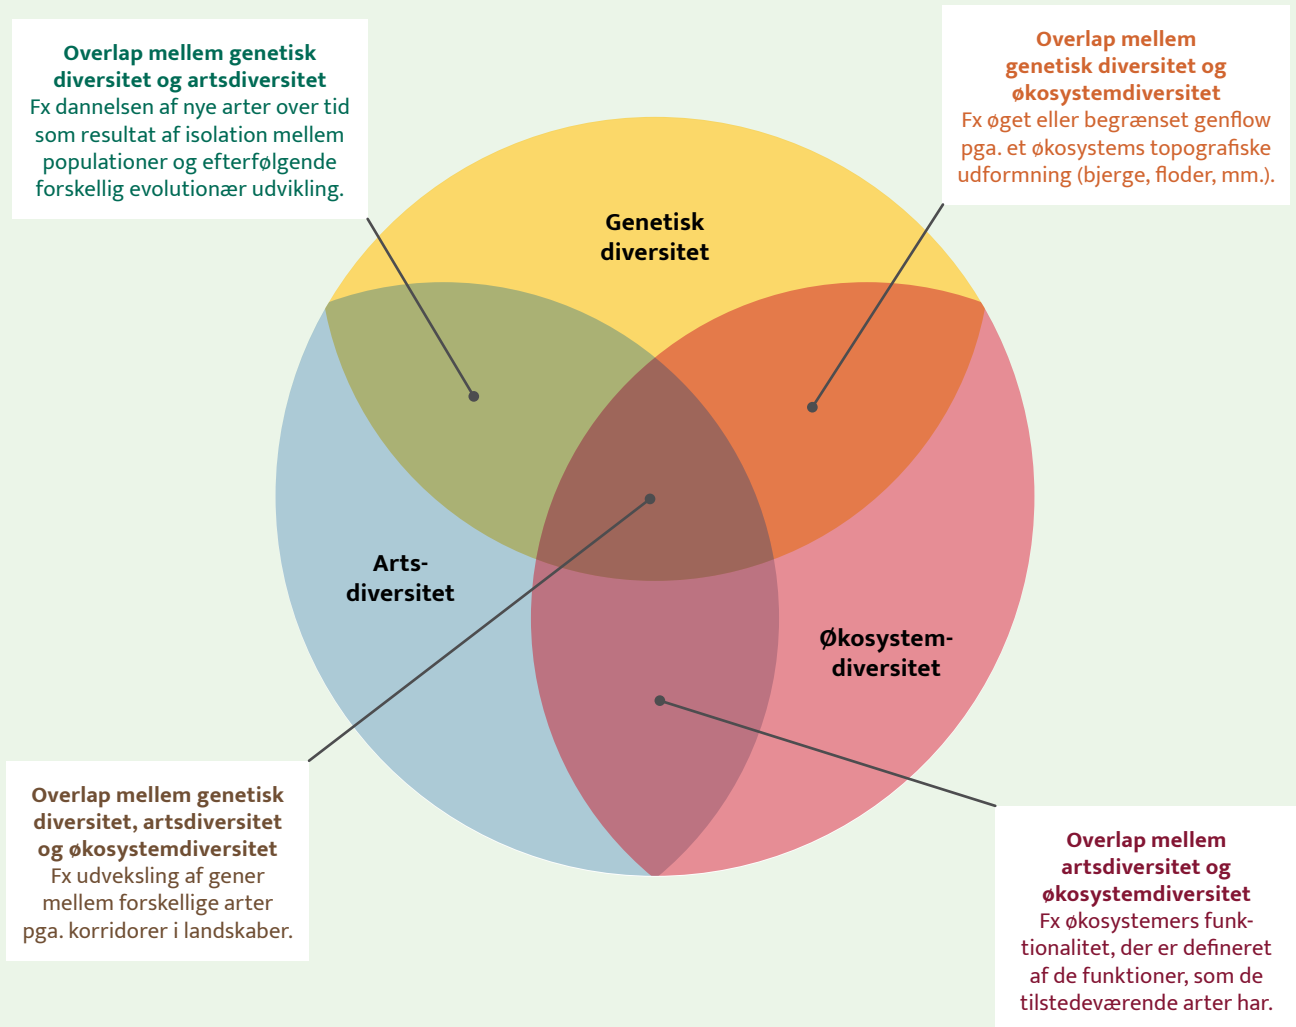 Overlap mellem genetisk
diversitet og artsdiversitet
Fx dannelsen af nye arter over tid
som resultat af isolation mellem
populationer og efterfølgende
forskellig evolutionær udvikling.
Overlap mellem
genetisk diversitet og
økosystemdiversitet
Fx øget eller begrænset genflow
pga. et økosystems topografiske
udformning (bjerge, floder, mm.).
Genetisk
diversitet
Arts-
diversitet
Økosystem-
diversitet
Overlap mellem genetisk
diversitet, artsdiversitet
og økosystemdiversitet
Fx udveksling af gener
mellem forskellige arter
pga. korridorer i landskaber.
Overlap mellem
artsdiversitet og
økosystemdiversitet
Fx økosystemers funk-
tionalitet, der er defineret
af de funktioner, som de
tilstedeværende arter har.